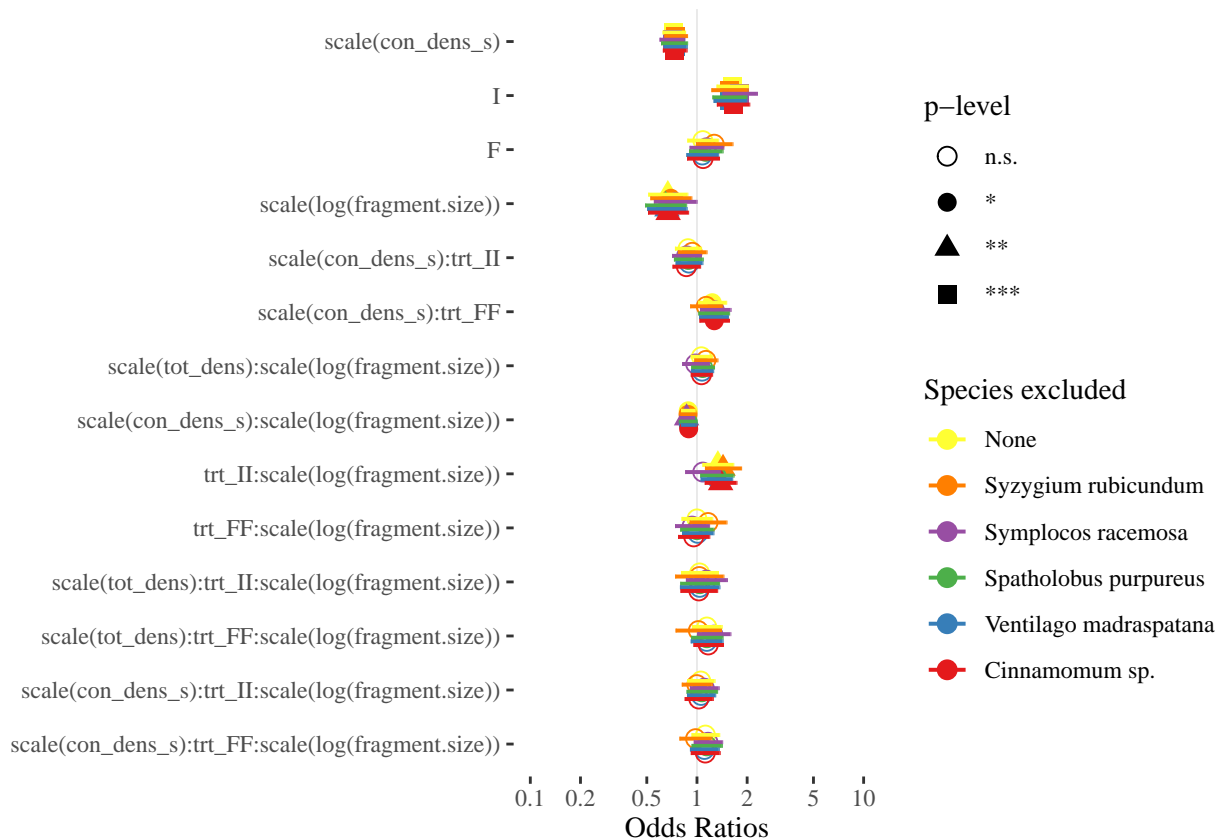 scale(con_dens_s)
I
F
scale(log(fragment.size))
scale(con_dens_s):trt_II
scale(con_dens_s):trt_FF
scale(tot_dens):scale(log(fragment.size))
scale(con_dens_s):scale(log(fragment.size))
trt_II:scale(log(fragment.size))
trt_FF:scale(log(fragment.size))
scale(tot_dens):trt_II:scale(log(fragment.size))
scale(tot_dens):trt_FF:scale(log(fragment.size))
scale(con_dens_s):trt_II:scale(log(fragment.size))
scale(con_dens_s):trt_FF:scale(log(fragment.size))
0.1 0.2 0.5 1 2 5 10
Odds Ratios
p−level
n.s.
*
**
***
Species excluded
None
Syzygium rubicundum
Symplocos racemosa
Spatholobus purpureus
Ventilago madraspatana
Cinnamomum sp.